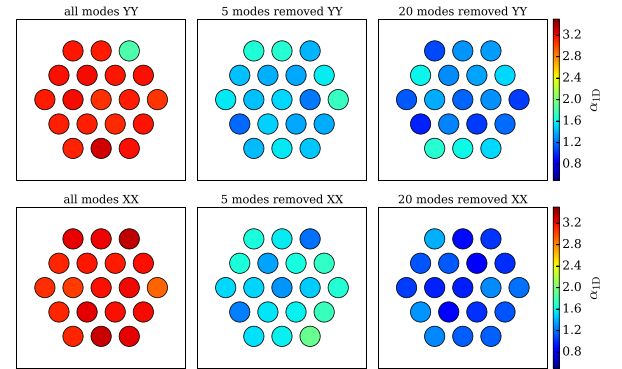 all modes YY
5 modes removed YY
20 modes removed YY
3.2
2.8
2.4
2.0
1.6
1.2
0.8
α1D
all modes XX
5 modes removed XX
20 modes removed XX
3.2
2.8
2.4
2.0
1.6
1.2
0.8
α1D